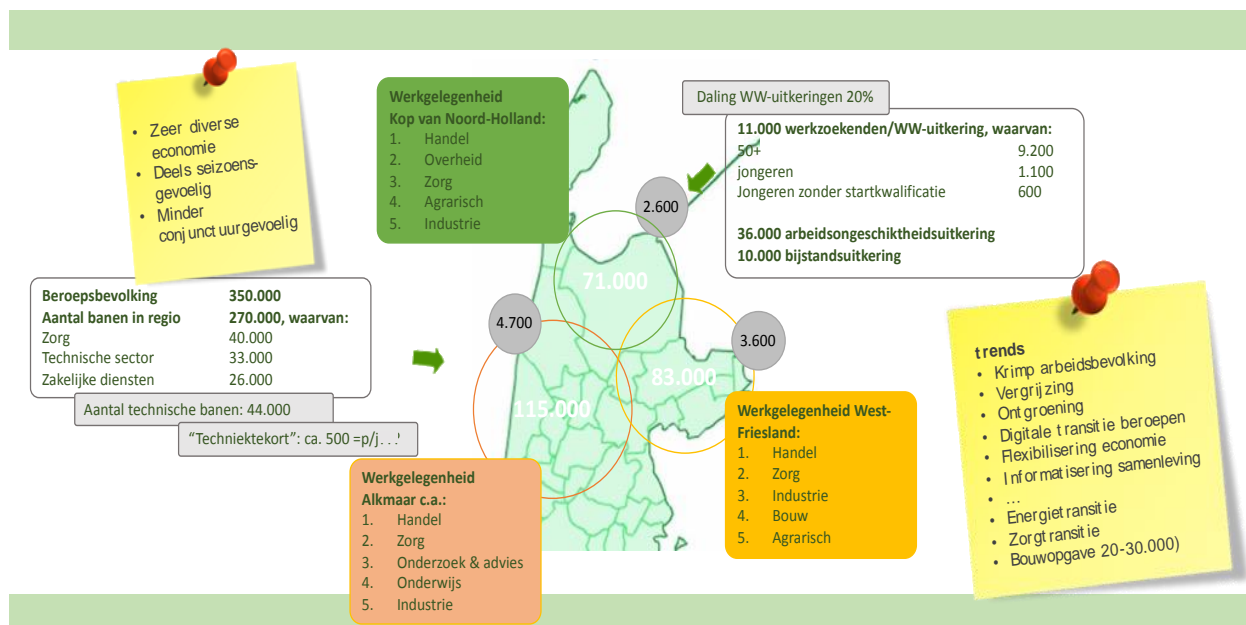 • Zeer diverse
economie
• Deels seizoens-
gevoelig
• Minder
conjunctuurgevoelig
Werkgelegenheid
Kop van Noord-Holland:
1. Handel
2. Overheid
3. Zorg
4. Agrarisch
5. Industrie
Daling WW-uitkeringen 20%
11.000 werkzoekenden/WW-uitkering, waarvan:
50+ 9.200
jongeren 1.100
Jongeren zonder startkwalificatie 600
36.000 arbeidsongeschiktheidsuitkering
10.000 bijstandsuitkering
2.600
71.000
4.700
3.600
83.000
115.000
Beroepsbevolking 350.000
Aantal banen in regio 270.000, waarvan:
Zorg 40.000
Technische sector 33.000
Zakelijke diensten 26.000
Aantal technische banen: 44.000
“Techniektekort”: ca. 500 =p/j...
Werkgelegenheid
Alkmaar c.a.:
1. Handel
2. Zorg
3. Onderzoek & advies
4. Onderwijs
5. Industrie
Werkgelegenheid West-
Friesland:
1. Handel
2. Zorg
3. Industrie
4. Bouw
5. Agrarisch
trends
• Krimp arbeidsbevolking
• Vergrijzing
• Ontgroening
• Digitale transitie beroepen
• Flexibilisering economie
• Informatisering samenleving
• ...
• Energietransitie
• Zorgtransitie
• Bouwopgave 20-30.000)